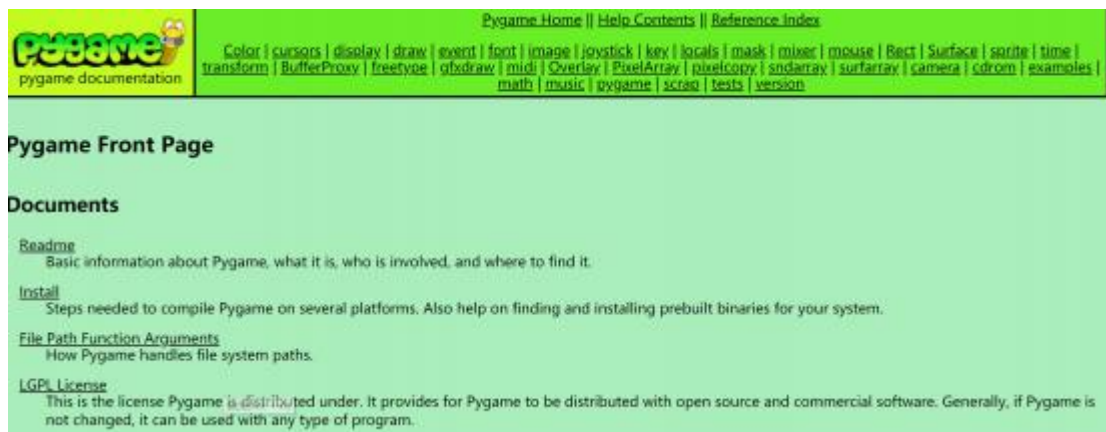 pygame
pygame documentation
Pygame Home || Help Contents || Reference Index
Color | cursors | display | draw | event | font | image | joystick | key | locals | mask | mixer | mouse | Rect | Surface | sprite | time |
transform | BufferProxy | freetype | gfxdraw | midi | Overlay | PixelArray | pixelcopy | sndarray | surfarray | camera | cdrom | examples |
math | music | pygame | scrap | tests | version
Pygame Front Page
Documents
Readme
Basic information about Pygame, what it is, who is involved, and where to find it.
Install
Steps needed to compile Pygame on several platforms. Also help on finding and installing prebuilt binaries for your system.
File Path Function Arguments
How Pygame handles file system paths.
LGPL License
This is the license Pygame is distributed under. It provides for Pygame to be distributed with open source and commercial software. Generally, if Pygame is
not changed, it can be used with any type of program.